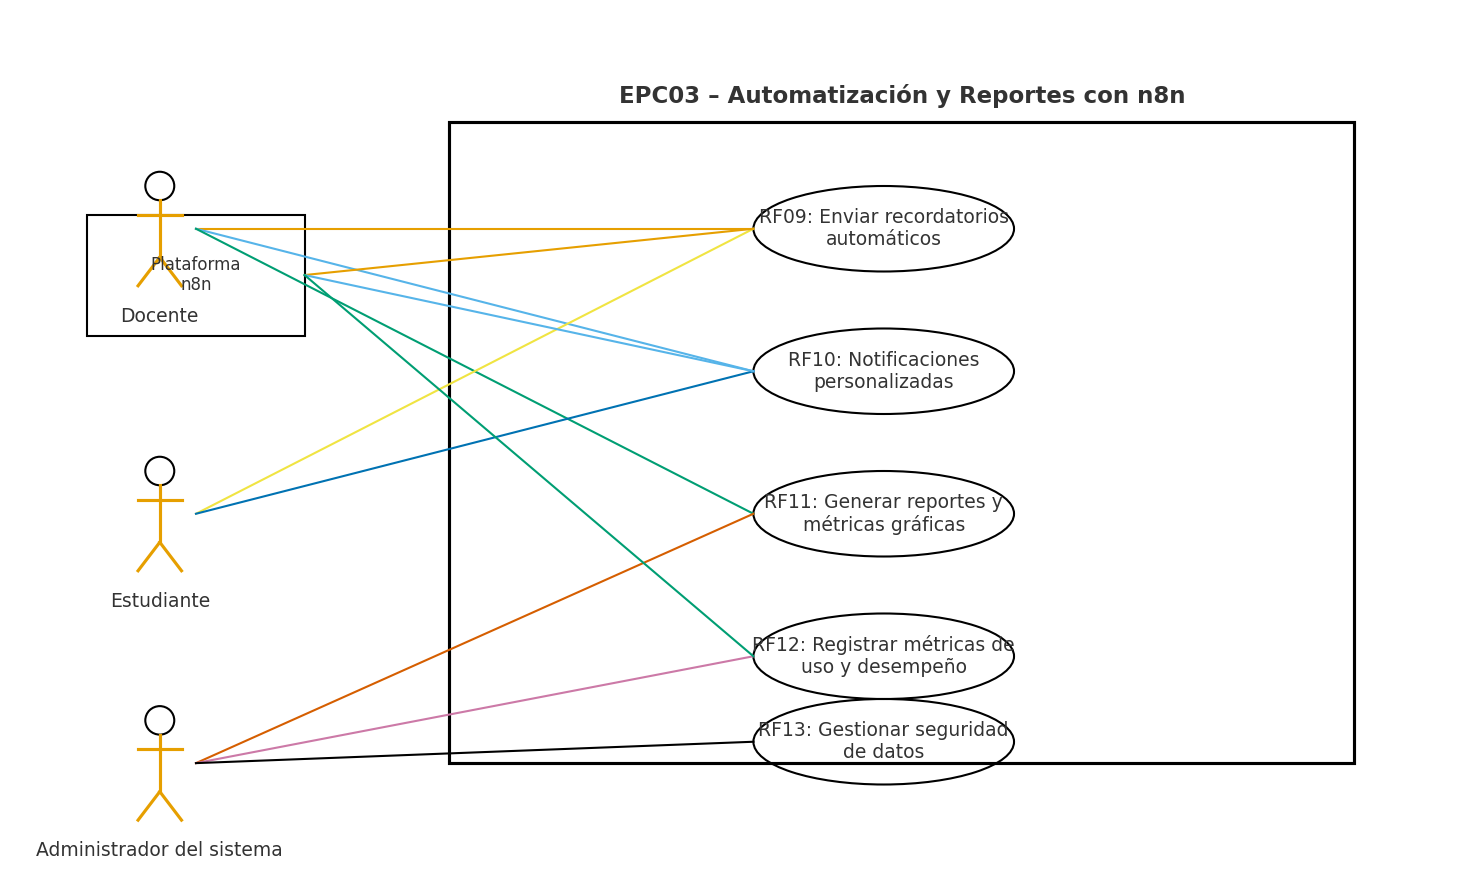 EPC03 – Automatización y Reportes con n8n
Plataforma
n8n
Docente
Estudiante
Administrador del sistema
RF09: Enviar recordatorios
automáticos
RF10: Notificaciones
personalizadas
RF11: Generar reportes y
métricas gráficas
RF12: Registrar métricas de
uso y desempeño
RF13: Gestionar seguridad
de datos